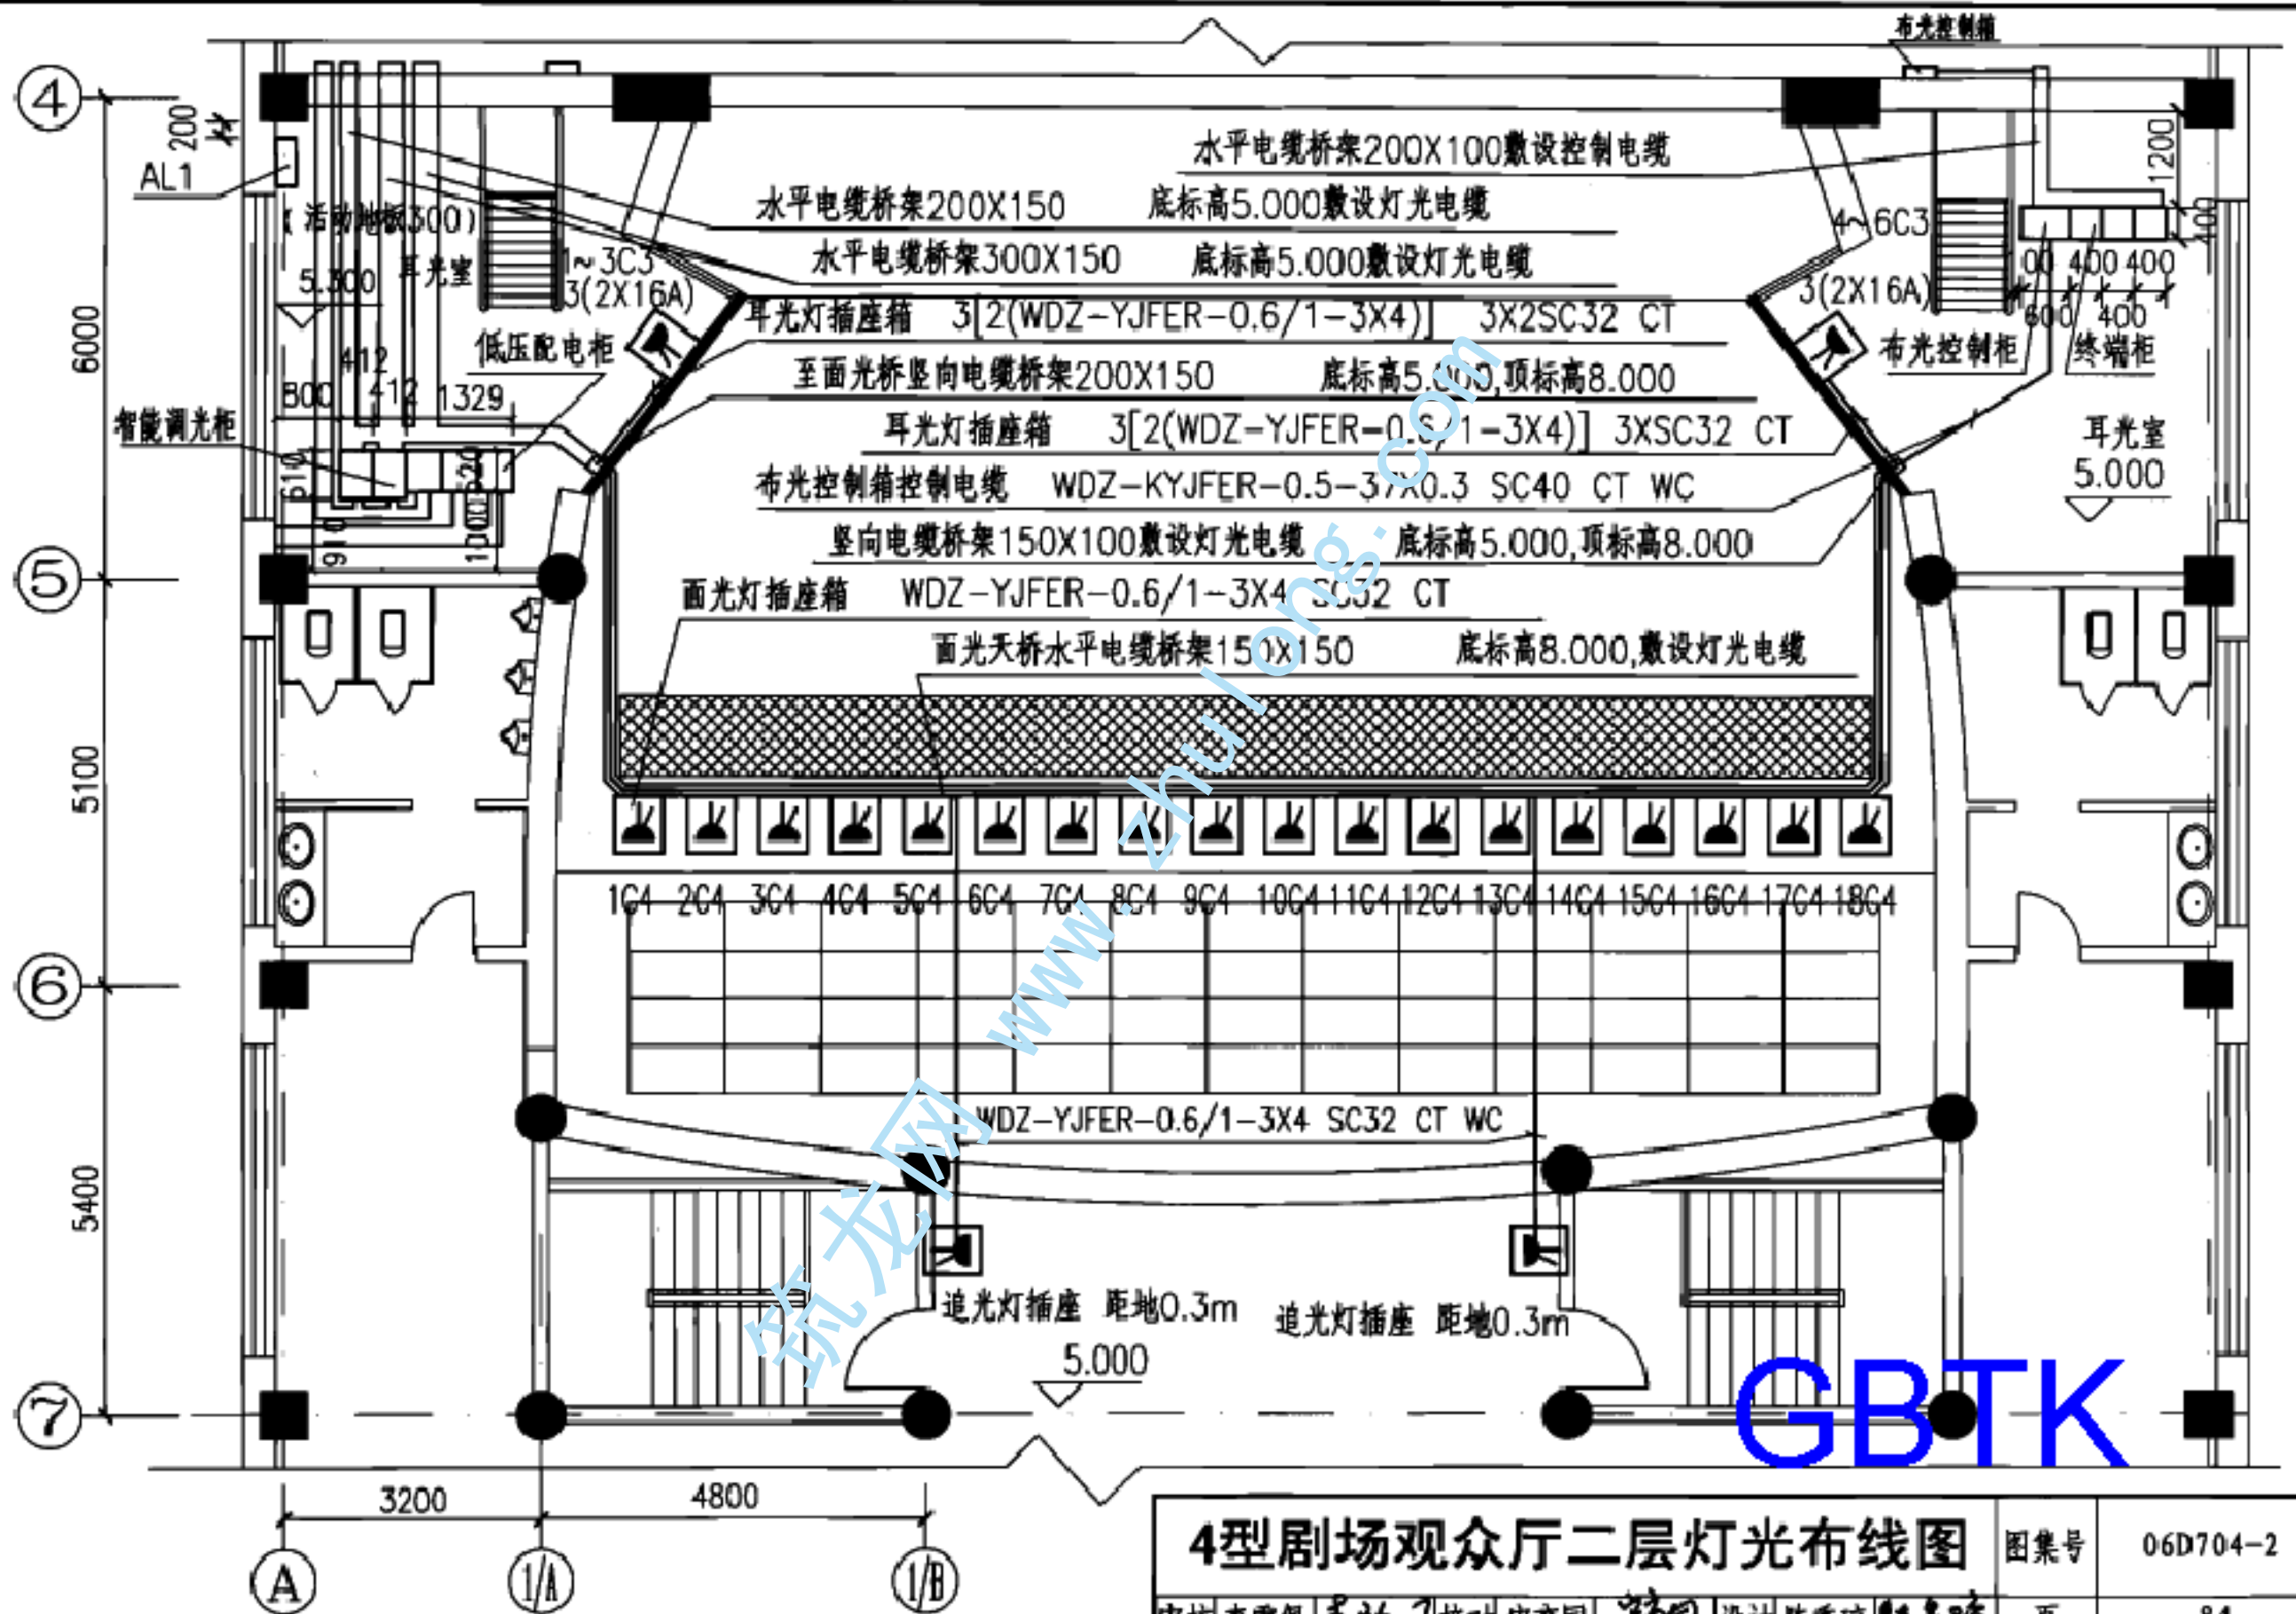 布光控制箱
④
200
水平电缆桥架200X100敷设控制电缆
1200
AL1
水平电缆桥架200X150 底标高5.000敷设灯光电缆
(活动地板300)
4~6C3
400
耳光室
1~3C3
水平电缆桥架300X150 底标高5.000敷设灯光电缆
400 400
5.300
3(2X16A)
3(2X16A)
耳光灯插座箱 3[2(WDZ-YJFER-0.6/1-3X4)] 3X2SC32 CT
600 400
6000
低压配电柜
布光控制柜
终端柜
412
至面光桥竖向电缆桥架200X150 底标高5.000,顶标高8.000
412
1329
智能调光柜
耳光灯插座箱 3[2(WDZ-YJFER-0.6/1-3X4)] 3XSC32 CT
耳光室
5.000
610
520
布光控制箱控制电缆 WDZ-KYJFER-0.5-37X0.3 SC40 CT WC
910
1000
竖向电缆桥架150X100敷设灯光电缆 底标高5.000,顶标高8.000
⑤
面光灯插座箱 WDZ-YJFER-0.6/1-3X4 SC32 CT
面光天桥水平电缆桥架150X150 底标高8.000,敷设灯光电缆
5100
1C4 2C4 3C4 4C4 5C4 6C4 7C4 8C4 9C4 10C4 11C4 12C4 13C4 14C4 15C4 16C4 17C4 18C4
⑥
WDZ-YJFER-0.6/1-3X4 SC32 CT WC
5400
追光灯插座 距地0.3m
追光灯插座 距地0.3m
5.000
⑦
筑龙网 www.zhulong.com
GBTK
3200
4800
A
1/A
1/B
4型剧场观众厅二层灯光布线图
图集号
06D704-2